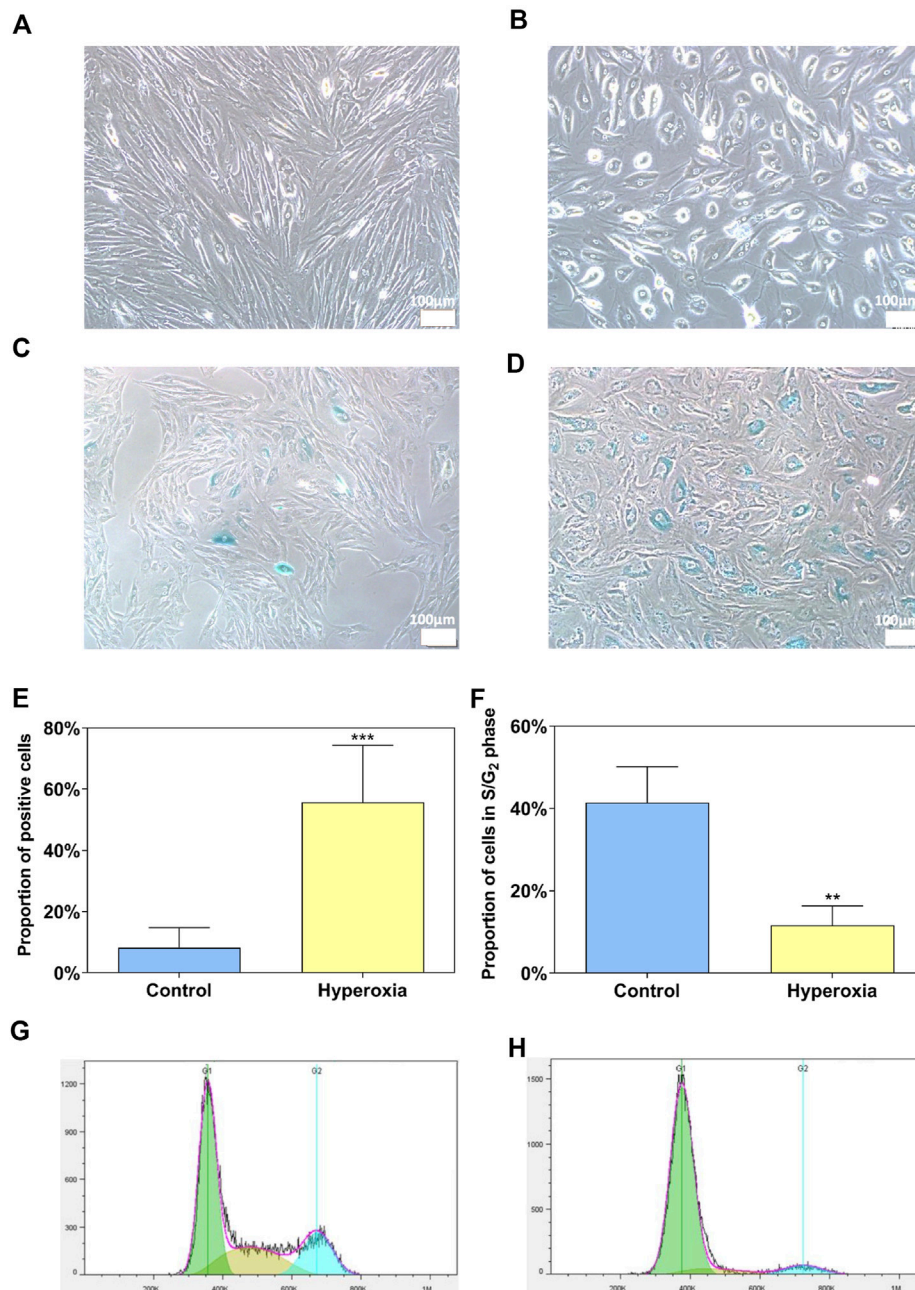 A
B
100µm
100µm
C
D
100µm
100µm
E
F
Proportion of positive cells
80%
60%
40%
20%
0%
***
Control
Hyperoxia
Proportion of cells in S/G2 phase
60%
40%
20%
0%
**
Control
Hyperoxia
G
H
G1
G2
1200
900
600
300
0
200K
400K
600K
800K
1M
G1
G2
1500
1000
500
0
200K
400K
600K
800K
1M